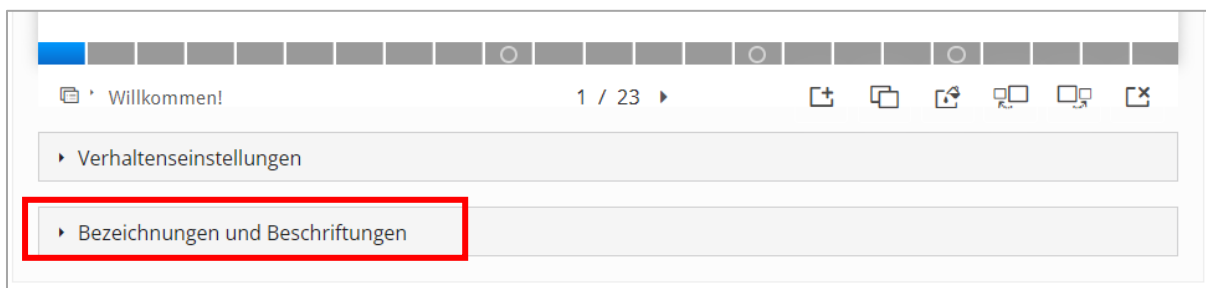 Willkommen!
1 / 23
Verhaltenseinstellungen
Bezeichnungen und Beschriftungen